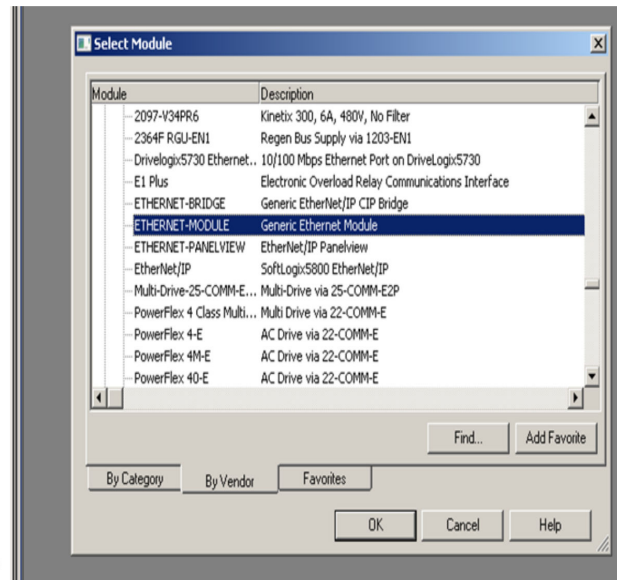 Select Module
Module Description
2097-V34PR6 Kinetix 300, 6A, 480V, No Filter
2364F RGU-EN1 Regen Bus Supply via 1203-EN1
Drivelogix5730 Ethernet.. 10/100 Mbps Ethernet Port on DriveLogix5730
E1 Plus Electronic Overload Relay Communications Interface
ETHERNET-BRIDGE Generic EtherNet/IP CIP Bridge
ETHERNET-MODULE Generic Ethernet Module
ETHERNET-PANELVIEW EtherNet/IP Panelview
EtherNet/IP SoftLogix5800 EtherNet/IP
Multi-Drive-25-COMM-E... Multi-Drive via 25-COMM-E2P
PowerFlex 4 Class Multi... Multi Drive via 22-COMM-E
PowerFlex 4-E AC Drive via 22-COMM-E
PowerFlex 4M-E AC Drive via 22-COMM-E
PowerFlex 40-E AC Drive via 22-COMM-E
Find... Add Favorite
By Category By Vendor Favorites
OK Cancel Help